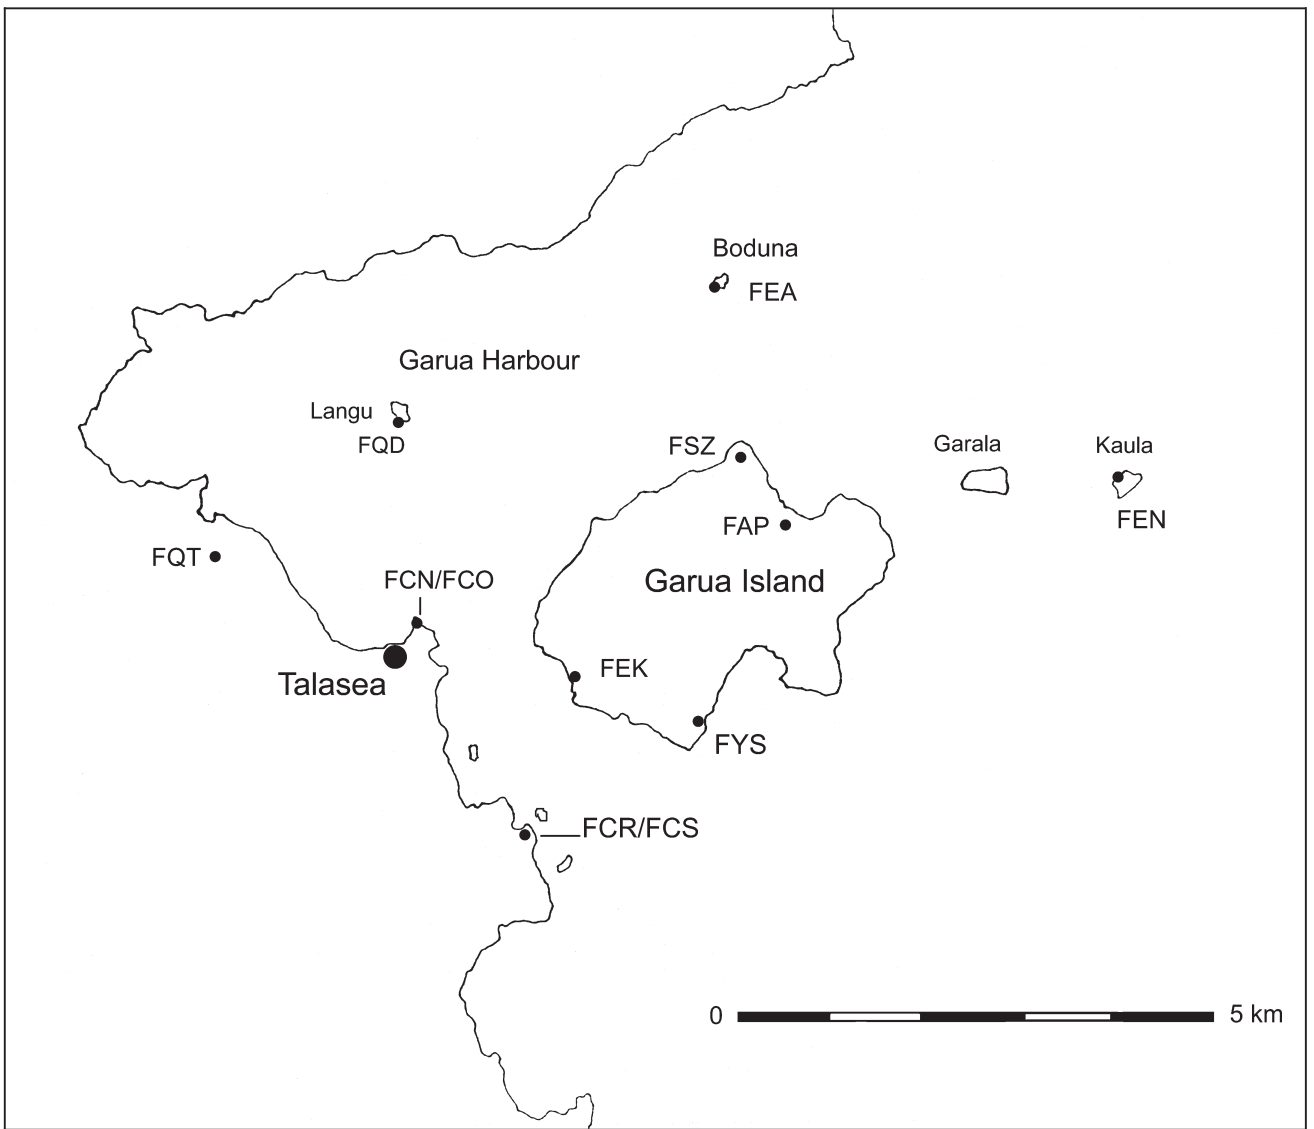 Boduna
FEA
Garua Harbour
Langu
FQD
FSZ
Garala
Kaula
FEN
FAP
FQT
FCN/FCO
Garua Island
Talasea
FEK
FYS
FCR/FCS
0 5 km